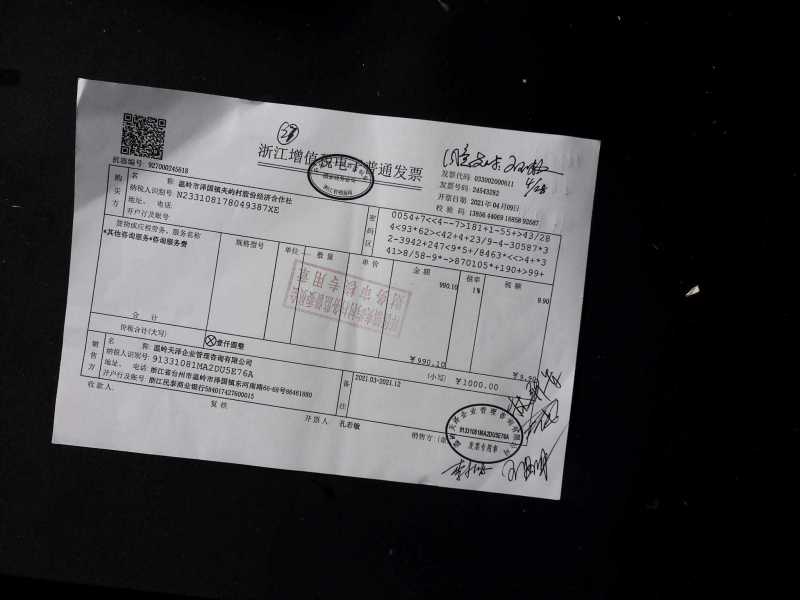 浙江增值税电子普通发票
机器编号: 927000245618
发票代码: 033002000611
发票号码: 24543292
开票日期: 2021年04月09日
校验码: 13856 44969 16858 92687
购买方
名称: 温岭市泽国镇夹屿村股份经济合作社
纳税人识别号: N2331081780493​87XE
地址、电话:
开户行及账号:
密码区
0054+7<<4--7>181+1-55+>43/28
4<93*62><42+4+23/9-4-30587*3
2-3942+247<9*5+/8463*<<>4+*3
41>8/58-9*->870105*+190+>99+
货物或应税劳务、服务名称 规格型号 单位 数量 单价 金额 税率 税额
*其他咨询服务*咨询服务费 990.10 1% 9.90
合计 ¥990.10 ¥9.90
价税合计(大写) ⊗壹仟圆整 (小写) ¥1000.00
销售方
名称: 温岭天泽企业管理咨询有限公司
纳税人识别号: 91331081MA2DU5E76A
地址、电话: 浙江省台州市温岭市泽国镇东河南路66-68号86461880
开户行及账号: 浙江民泰商业银行584017427600015
备注
2021.03-2021.12
收款人: 复核: 开票人: 孔若敏 销售方:
91331081MA2DU5E76A
发票专用章